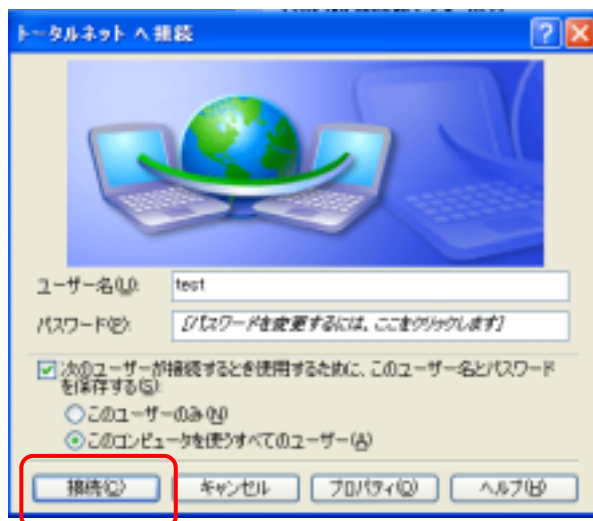 トータルネット へ接続
ユーザー名(U):
test
パスワード(P):
[パスワードを変更するには、ここをクリックします]
次のユーザーが接続するとき使用するために、このユーザー名とパスワード
を保存する(S):
このユーザーのみ(N)
このコンピュータを使うすべてのユーザー(A)
接続(C)
キャンセル
プロパティ(O)
ヘルプ(H)